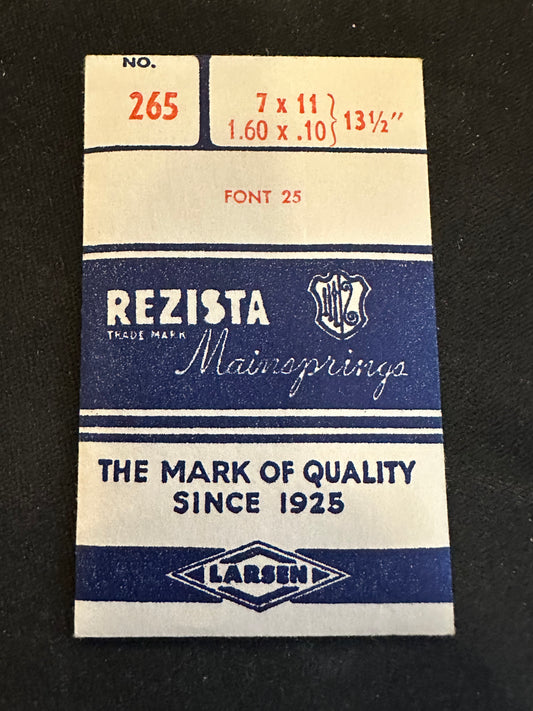 NO.
265
7 x 11
1.60 x .10
13½"
FONT 25
REZISTA
TRADE MARK
Mainsprings
THE MARK OF QUALITY
SINCE 1925
LARSEN